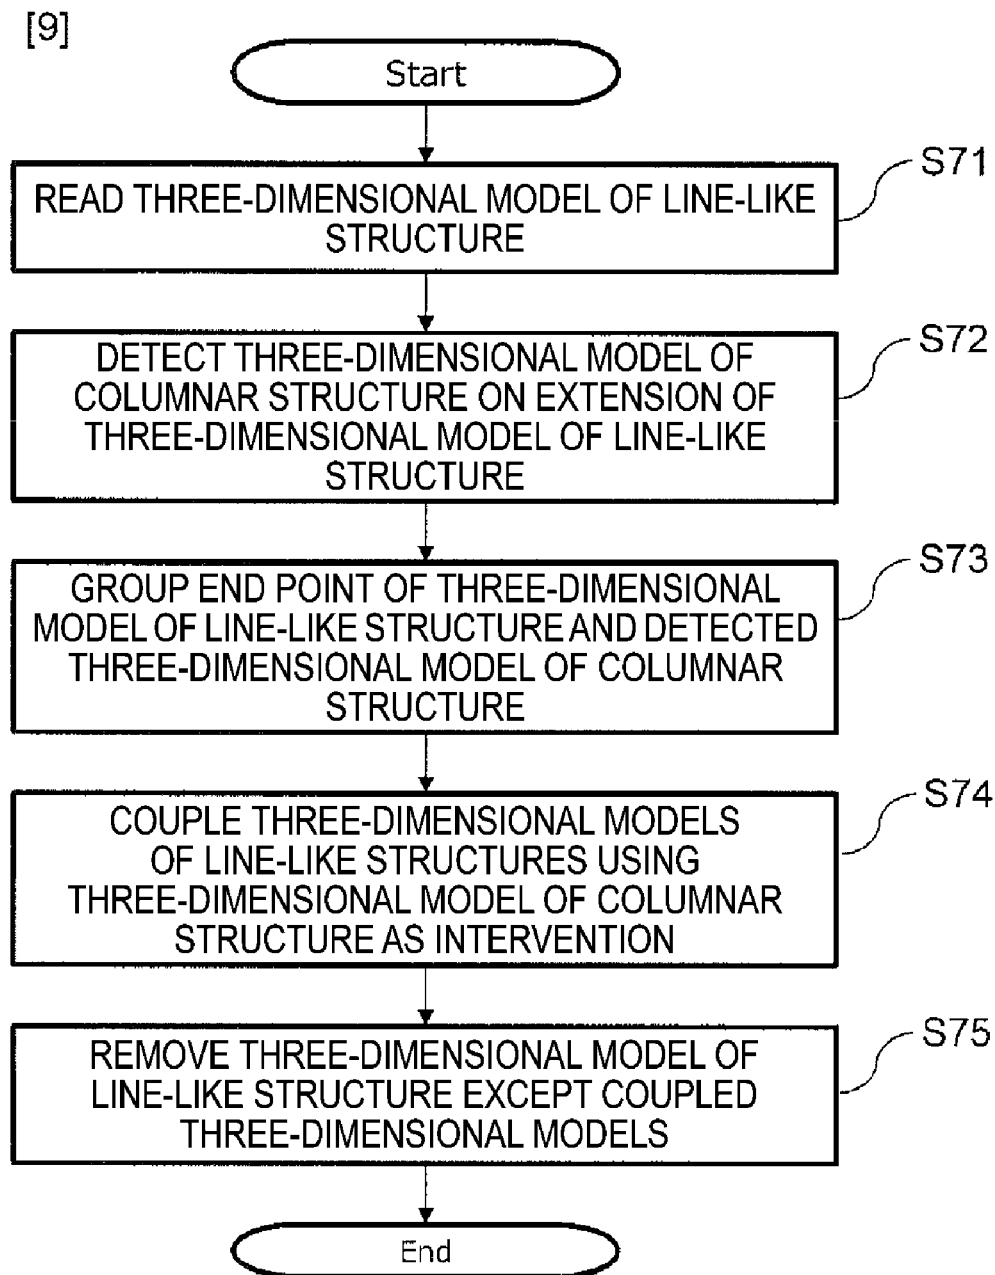 [9]
Start
S71
READ THREE-DIMENSIONAL MODEL OF LINE-LIKE
STRUCTURE
S72
DETECT THREE-DIMENSIONAL MODEL OF
COLUMNAR STRUCTURE ON EXTENSION OF
THREE-DIMENSIONAL MODEL OF LINE-LIKE
STRUCTURE
S73
GROUP END POINT OF THREE-DIMENSIONAL
MODEL OF LINE-LIKE STRUCTURE AND DETECTED
THREE-DIMENSIONAL MODEL OF COLUMNAR
STRUCTURE
S74
COUPLE THREE-DIMENSIONAL MODELS
OF LINE-LIKE STRUCTURES USING
THREE-DIMENSIONAL MODEL OF COLUMNAR
STRUCTURE AS INTERVENTION
S75
REMOVE THREE-DIMENSIONAL MODEL OF
LINE-LIKE STRUCTURE EXCEPT COUPLED
THREE-DIMENSIONAL MODELS
End